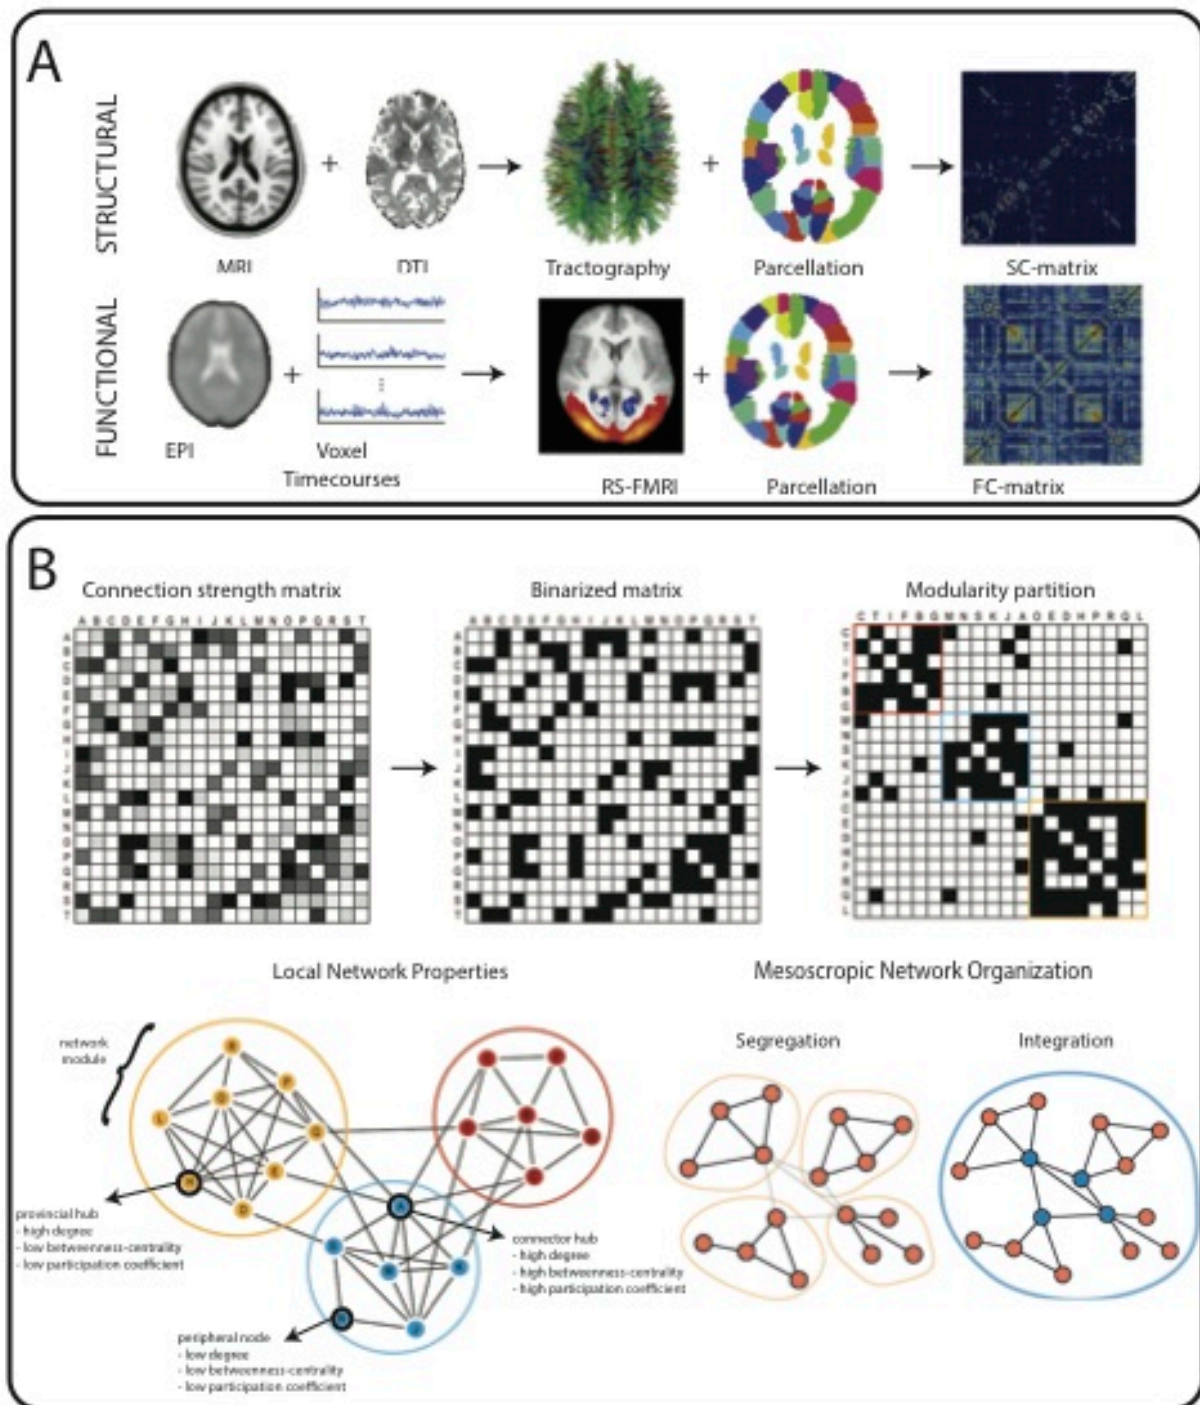 A
STRUCTURAL
MRI
DTI
Tractography
Parcellation
SC-matrix
FUNCTIONAL
EPI
Voxel
Timecourses
RS-FMRI
Parcellation
FC-matrix
B
Connection strength matrix
Binarized matrix
Modularity partition
A B C D E F G H I J K L M N O P Q R S T
A B C D E F G H I J K L M N O P Q R S T
C T I F B G M N S K J A O E D H P R Q L
Local Network Properties
Mesoscropic Network Organization
network
module
Segregation
Integration
provincial hub
- high degree
- low betweenness-centrality
- low participation coefficient
connector hub
- high degree
- high betweenness-centrality
- high participation coefficient
peripheral node
- low degree
- low betweenness-centrality
- low participation coefficient